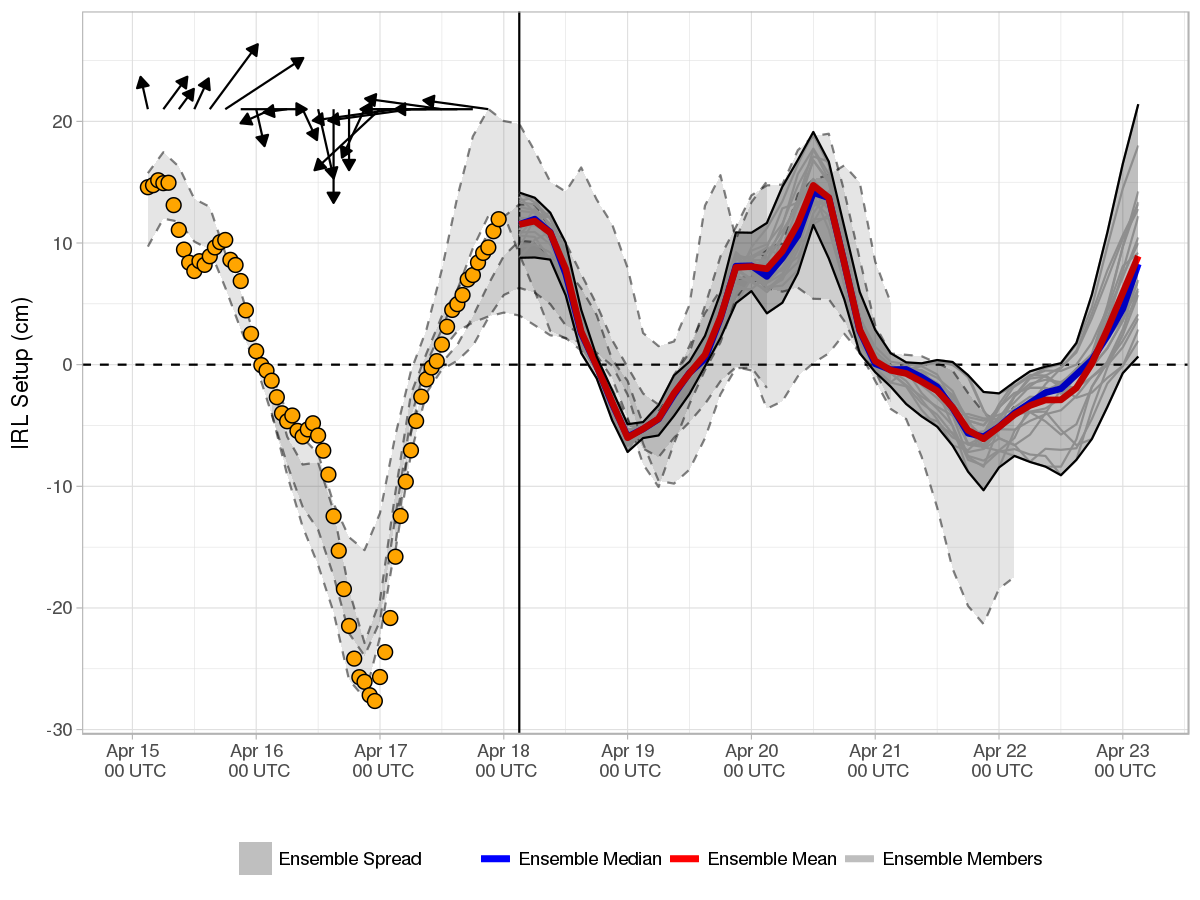 IRL Setup (cm)
20
10
0
-10
-20
-30
Apr 15 Apr 16 Apr 17 Apr 18 Apr 19 Apr 20 Apr 21 Apr 22 Apr 23
00 UTC 00 UTC 00 UTC 00 UTC 00 UTC 00 UTC 00 UTC 00 UTC 00 UTC
Ensemble Spread Ensemble Median Ensemble Mean Ensemble Members